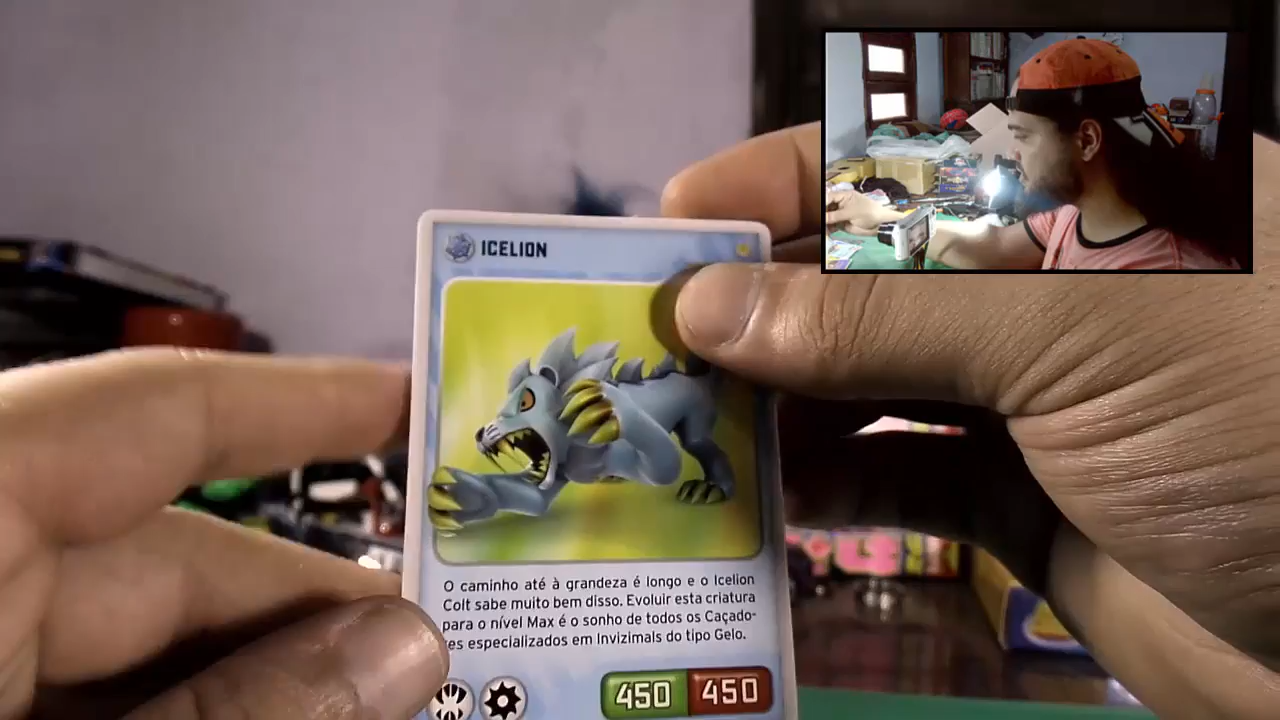 ICELION
O caminho até à grandeza é longo e o Icelion
Colt sabe muito bem disso. Evoluir esta criatura
para o nível Max é o sonho de todos os Caçado-
res especializados em Invizimals do tipo Gelo.
450 450